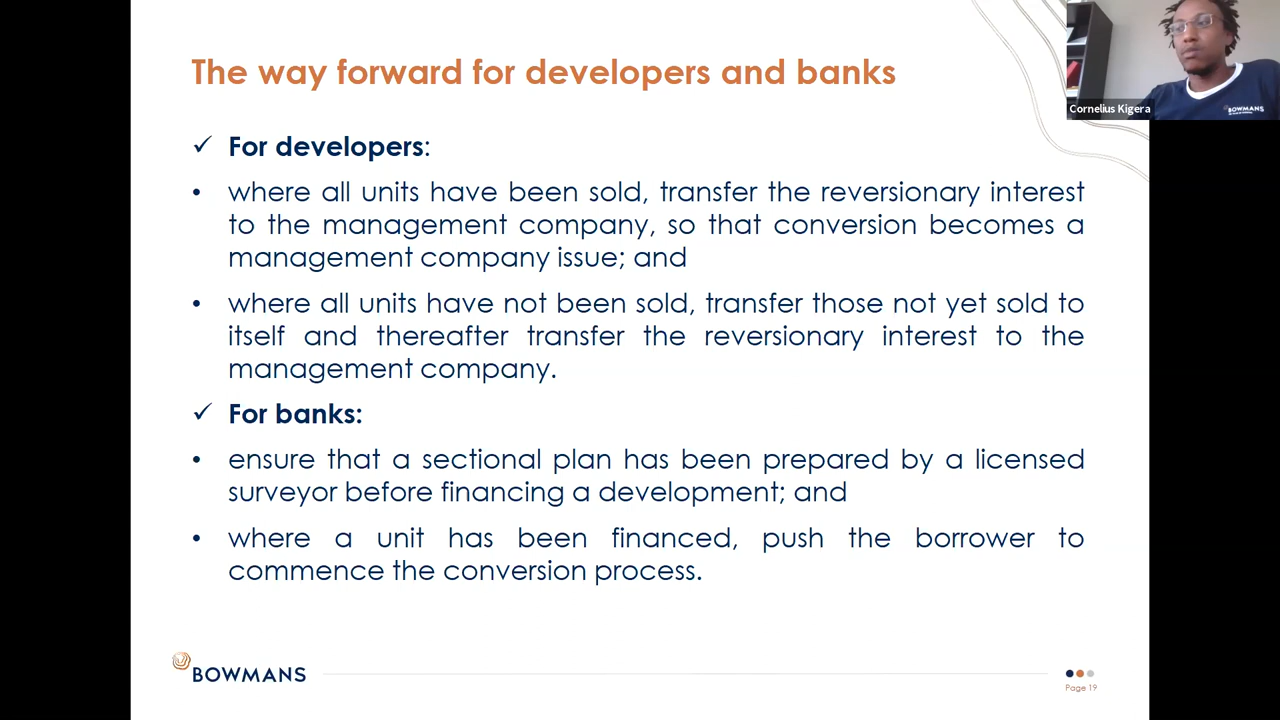 The way forward for developers and banks
✓ For developers:
• where all units have been sold, transfer the reversionary interest
to the management company, so that conversion becomes a
management company issue; and
• where all units have not been sold, transfer those not yet sold to
itself and thereafter transfer the reversionary interest to the
management company.
✓ For banks:
• ensure that a sectional plan has been prepared by a licensed
surveyor before financing a development; and
• where a unit has been financed, push the borrower to
commence the conversion process.
BOWMANS
Page 19
BOWMANS
Cornelius Kigera